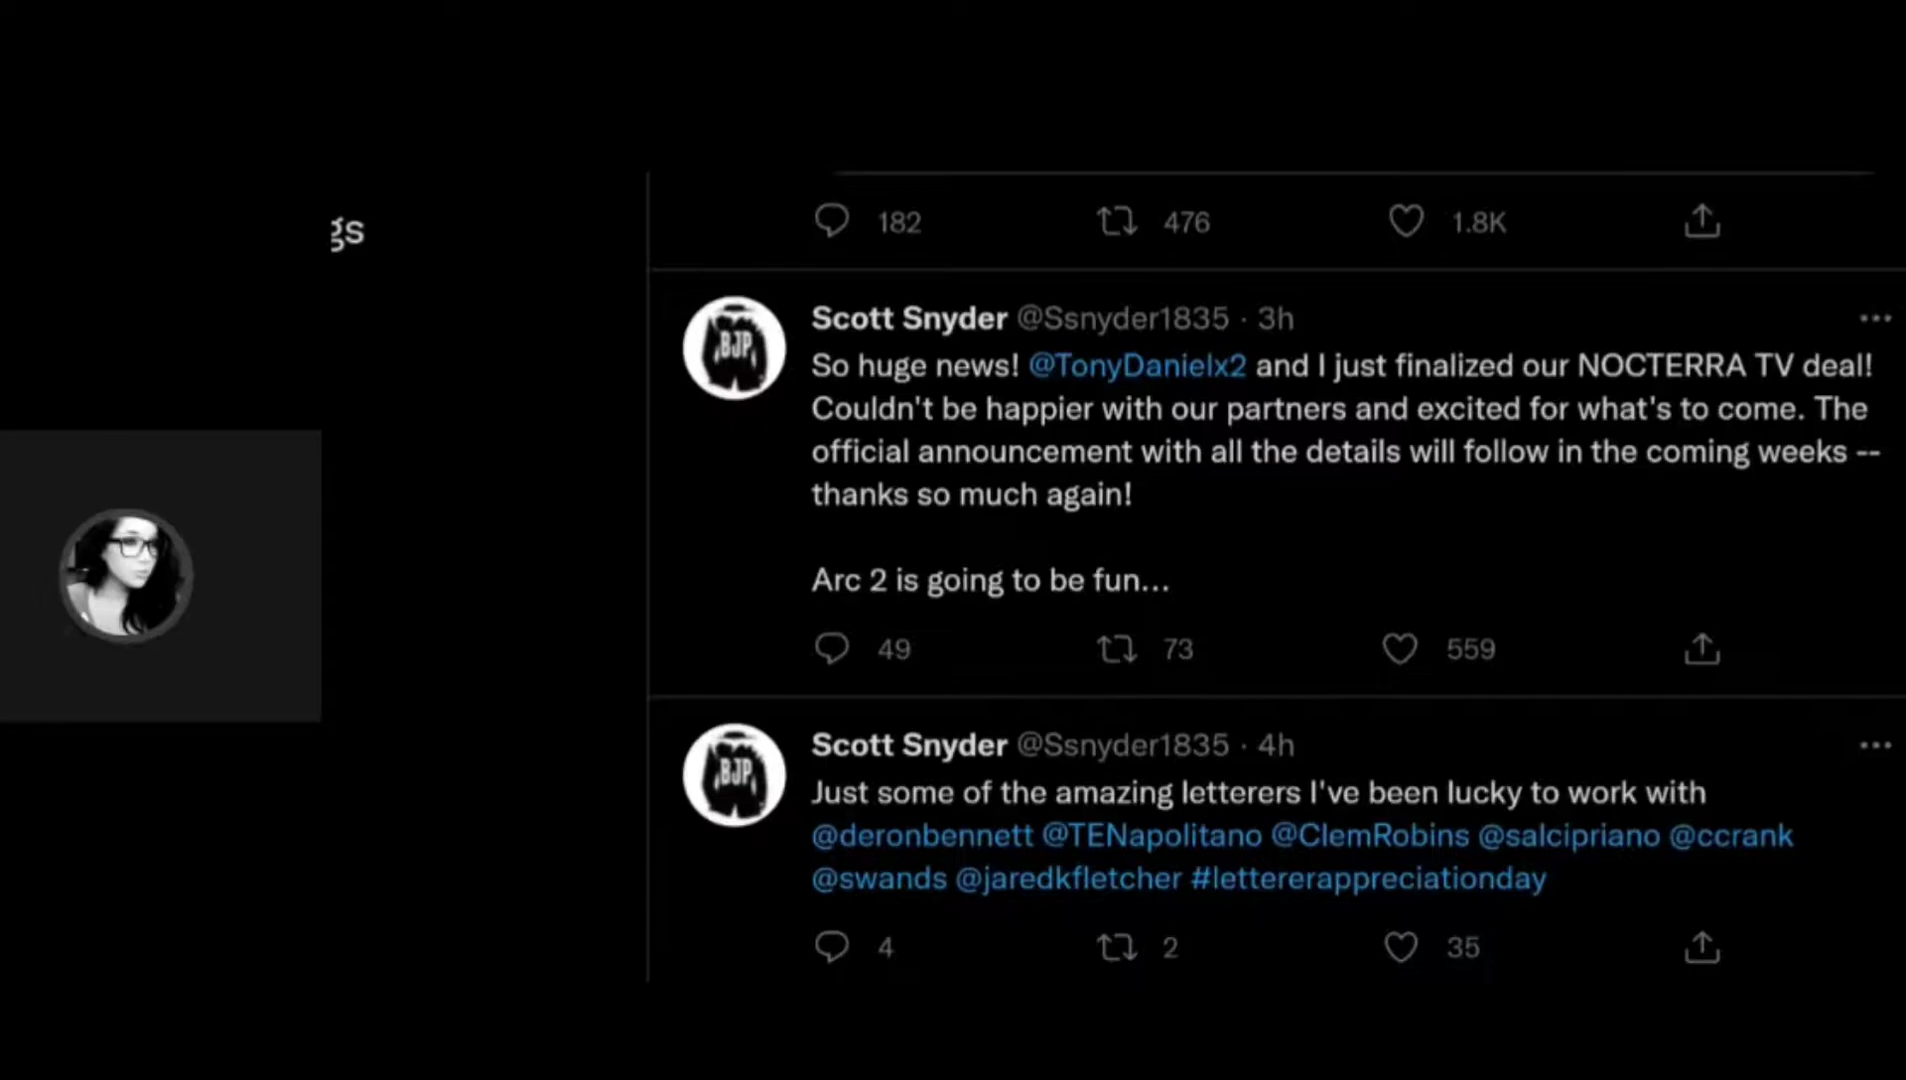 gs
182 476 1.8K
Scott Snyder @Ssnyder1835 · 3h
BJP
So huge news! @TonyDanielx2 and I just finalized our NOCTERRA TV deal!
Couldn't be happier with our partners and excited for what's to come. The
official announcement with all the details will follow in the coming weeks --
thanks so much again!
Arc 2 is going to be fun...
49 73 559
Scott Snyder @Ssnyder1835 · 4h
BJP
Just some of the amazing letterers I've been lucky to work with
@deronbennett @TENapolitano @ClemRobins @salcipriano @ccrank
@swands @jaredkfletcher #lettererappreciationday
4 2 35